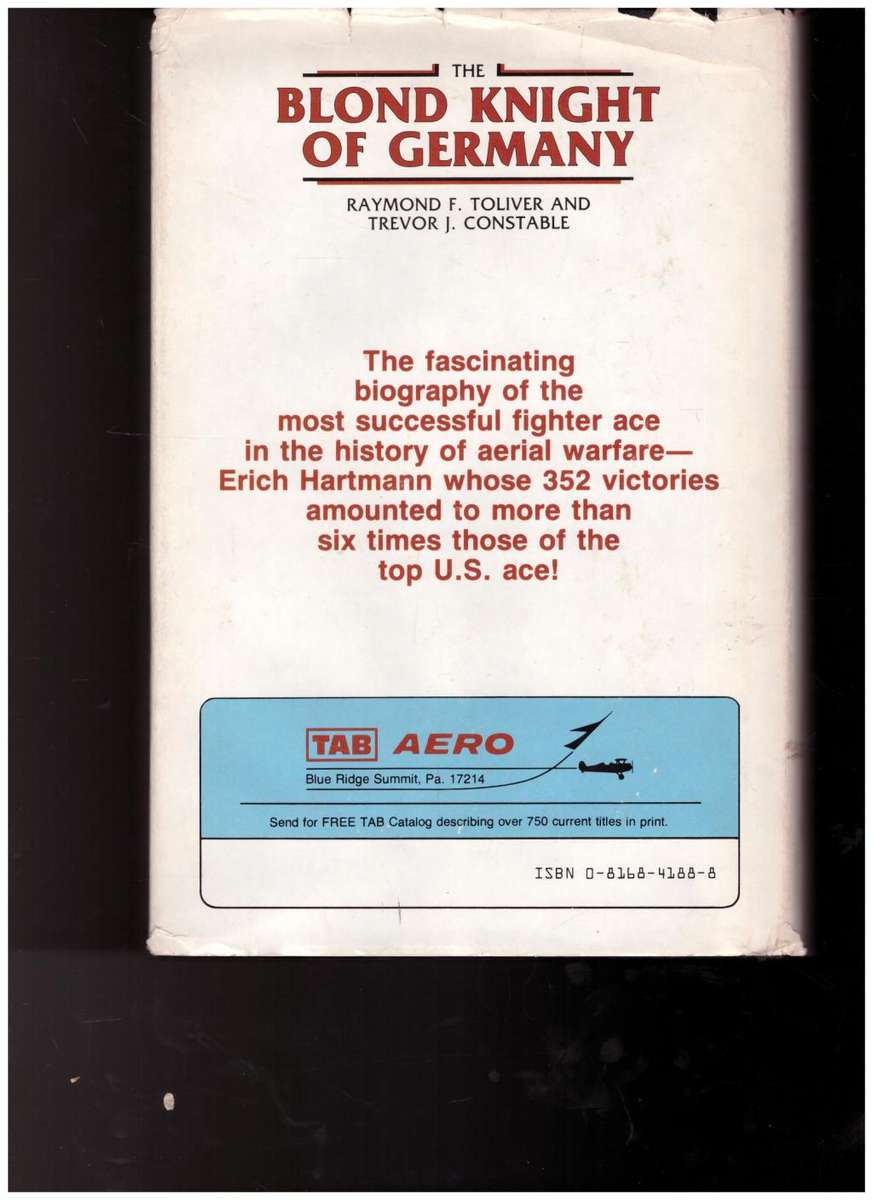 THE
BLOND KNIGHT
OF GERMANY
RAYMOND F. TOLIVER AND
TREVOR J. CONSTABLE
The fascinating
biography of the
most successful fighter ace
in the history of aerial warfare—
Erich Hartmann whose 352 victories
amounted to more than
six times those of the
top U.S. ace!
TAB AERO
Blue Ridge Summit, Pa. 17214
Send for FREE TAB Catalog describing over 750 current titles in print.
ISBN 0-8168-4188-8